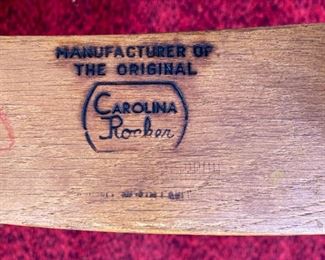 MANUFACTURER OF
THE ORIGINAL
CAROLINA
Rocker